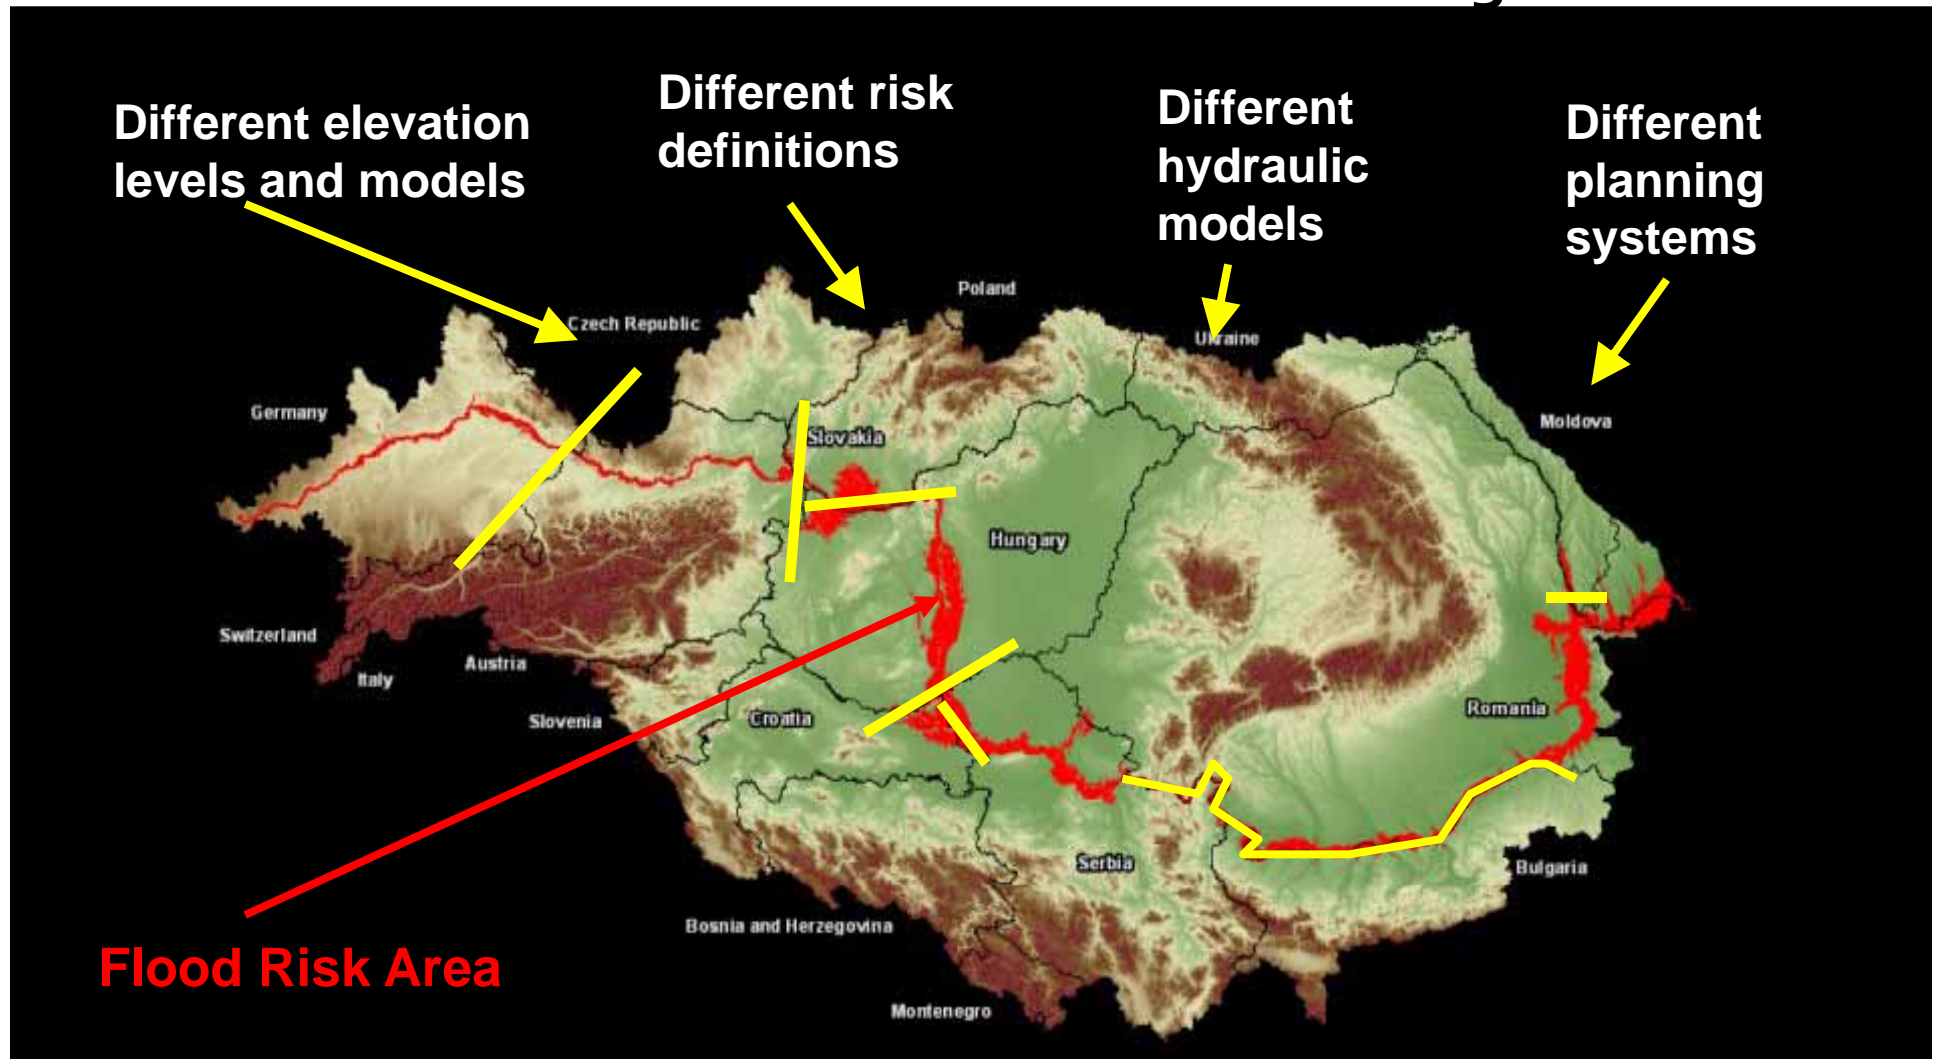 Different elevation
levels and models
Different risk
definitions
Different
hydraulic
models
Different
planning
systems
Poland
Czech Republic
Ukraine
Germany
Moldova
Slovakia
Hungary
Switzerland
Italy
Austria
Slovenia
Croatia
Romania
Serbia
Bulgaria
Bosnia and Herzegovina
Flood Risk Area
Montenegro